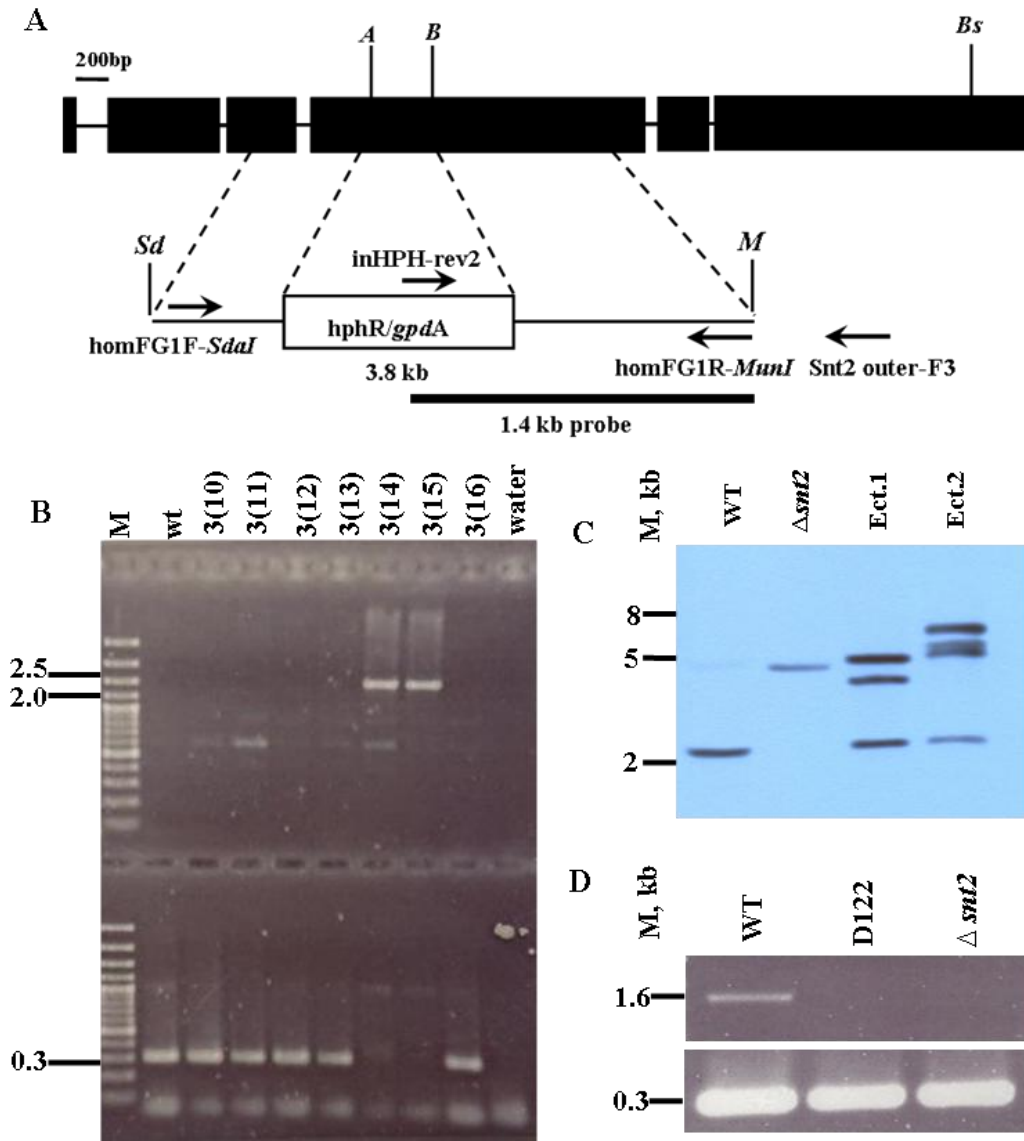 A
A
B
Bs
200bp
Sd
M
inHPH-rev2
hphR/gpdA
homFG1F-SdaI
homFG1R-MunI
Snt2 outer-F3
3.8 kb
1.4 kb probe
B
M
wt
3(10)
3(11)
3(12)
3(13)
3(14)
3(15)
3(16)
water
2.5
2.0
0.3
C
M, kb
WT
Δsnt2
Ect.1
Ect.2
8
5
2
D
M, kb
WT
D122
Δ snt2
1.6
0.3